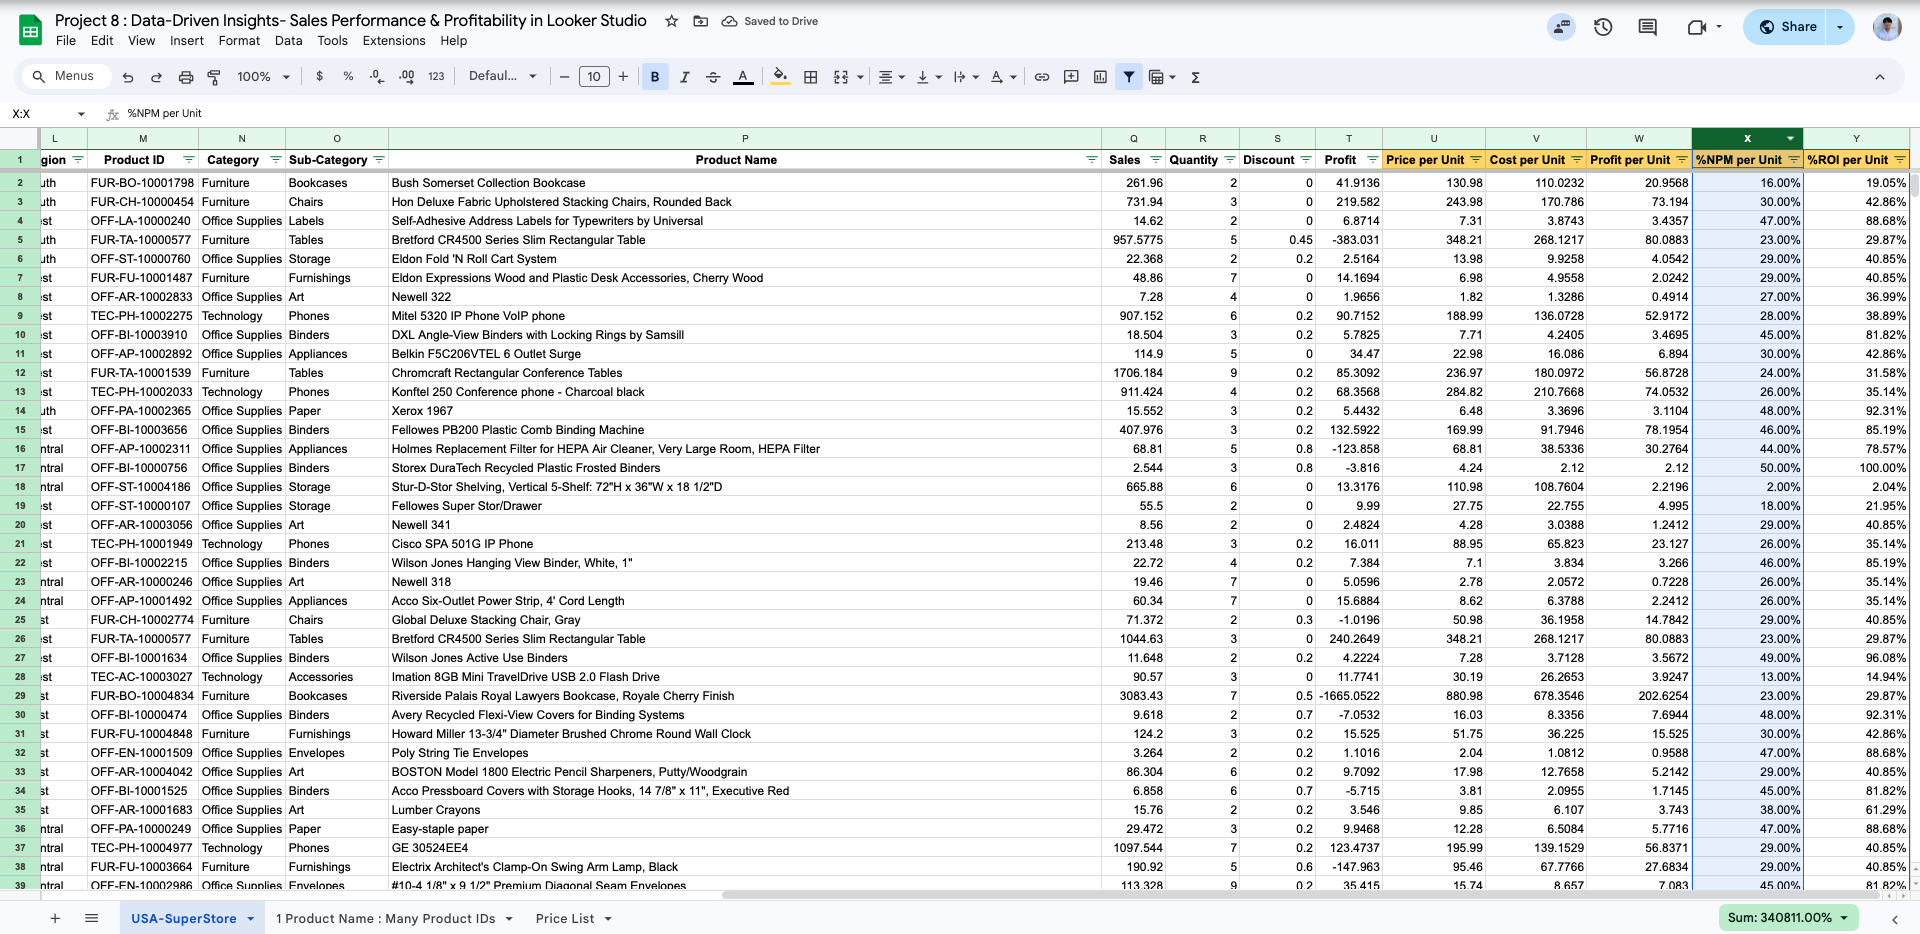 Project 8 : Data-Driven Insights- Sales Performance & Profitability in Looker Studio Saved to Drive
File Edit View Insert Format Data Tools Extensions Help
Share
Menus 100% $ % .0 .00 123 Defaul... 10 B I A Σ
X:X fx %NPM per Unit
L M N O P Q R S T U V W X Y
1 gion Product ID Category Sub-Category Product Name Sales Quantity Discount Profit Price per Unit Cost per Unit Profit per Unit %NPM per Unit %ROI per Unit
2 uth FUR-BO-10001798 Furniture Bookcases Bush Somerset Collection Bookcase 261.96 2 0 41.9136 130.98 110.0232 20.9568 16.00% 19.05%
3 uth FUR-CH-10000454 Furniture Chairs Hon Deluxe Fabric Upholstered Stacking Chairs, Rounded Back 731.94 3 0 219.582 243.98 170.786 73.194 30.00% 42.86%
4 st OFF-LA-10000240 Office Supplies Labels Self-Adhesive Address Labels for Typewriters by Universal 14.62 2 0 6.8714 7.31 3.8743 3.4357 47.00% 88.68%
5 uth FUR-TA-10000577 Furniture Tables Bretford CR4500 Series Slim Rectangular Table 957.5775 5 0.45 -383.031 348.21 268.1217 80.0883 23.00% 29.87%
6 uth OFF-ST-10000760 Office Supplies Storage Eldon Fold 'N Roll Cart System 22.368 2 0.2 2.5164 13.98 9.9258 4.0542 29.00% 40.85%
7 st FUR-FU-10001487 Furniture Furnishings Eldon Expressions Wood and Plastic Desk Accessories, Cherry Wood 48.86 7 0 14.1694 6.98 4.9558 2.0242 29.00% 40.85%
8 st OFF-AR-10002833 Office Supplies Art Newell 322 7.28 4 0 1.9656 1.82 1.3286 0.4914 27.00% 36.99%
9 st TEC-PH-10002275 Technology Phones Mitel 5320 IP Phone VoIP phone 907.152 6 0.2 90.7152 188.99 136.0728 52.9172 28.00% 38.89%
10 st OFF-BI-10003910 Office Supplies Binders DXL Angle-View Binders with Locking Rings by Samsill 18.504 3 0.2 5.7825 7.71 4.2405 3.4695 45.00% 81.82%
11 st OFF-AP-10002892 Office Supplies Appliances Belkin F5C206VTEL 6 Outlet Surge 114.9 5 0 34.47 22.98 16.086 6.894 30.00% 42.86%
12 st FUR-TA-10001539 Furniture Tables Chromcraft Rectangular Conference Tables 1706.184 9 0.2 85.3092 236.97 180.0972 56.8728 24.00% 31.58%
13 st TEC-PH-10002033 Technology Phones Konftel 250 Conference phone - Charcoal black 911.424 4 0.2 68.3568 284.82 210.7668 74.0532 26.00% 35.14%
14 uth OFF-PA-10002365 Office Supplies Paper Xerox 1967 15.552 3 0.2 5.4432 6.48 3.3696 3.1104 48.00% 92.31%
15 st OFF-BI-10003656 Office Supplies Binders Fellowes PB200 Plastic Comb Binding Machine 407.976 3 0.2 132.5922 169.99 91.7946 78.1954 46.00% 85.19%
16 ntral OFF-AP-10002311 Office Supplies Appliances Holmes Replacement Filter for HEPA Air Cleaner, Very Large Room, HEPA Filter 68.81 5 0.8 -123.858 68.81 38.5336 30.2764 44.00% 78.57%
17 ntral OFF-BI-10000756 Office Supplies Binders Storex DuraTech Recycled Plastic Frosted Binders 2.544 3 0.8 -3.816 4.24 2.12 2.12 50.00% 100.00%
18 ntral OFF-ST-10004186 Office Supplies Storage Stur-D-Stor Shelving, Vertical 5-Shelf: 72"H x 36"W x 18 1/2"D 665.88 6 0 13.3176 110.98 108.7604 2.2196 2.00% 2.04%
19 st OFF-ST-10000107 Office Supplies Storage Fellowes Super Stor/Drawer 55.5 2 0 9.99 27.75 22.755 4.995 18.00% 21.95%
20 st OFF-AR-10003056 Office Supplies Art Newell 341 8.56 2 0 2.4824 4.28 3.0388 1.2412 29.00% 40.85%
21 st TEC-PH-10001949 Technology Phones Cisco SPA 501G IP Phone 213.48 3 0.2 16.011 88.95 65.823 23.127 26.00% 35.14%
22 st OFF-BI-10002215 Office Supplies Binders Wilson Jones Hanging View Binder, White, 1" 22.72 4 0.2 7.384 7.1 3.834 3.266 46.00% 85.19%
23 ntral OFF-AR-10000246 Office Supplies Art Newell 318 19.46 7 0 5.0596 2.78 2.0572 0.7228 26.00% 35.14%
24 ntral OFF-AP-10001492 Office Supplies Appliances Acco Six-Outlet Power Strip, 4' Cord Length 60.34 7 0 15.6884 8.62 6.3788 2.2412 26.00% 35.14%
25 st FUR-CH-10002774 Furniture Chairs Global Deluxe Stacking Chair, Gray 71.372 2 0.3 -1.0196 50.98 36.1958 14.7842 29.00% 40.85%
26 st FUR-TA-10000577 Furniture Tables Bretford CR4500 Series Slim Rectangular Table 1044.63 3 0 240.2649 348.21 268.1217 80.0883 23.00% 29.87%
27 st OFF-BI-10001634 Office Supplies Binders Wilson Jones Active Use Binders 11.648 2 0.2 4.2224 7.28 3.7128 3.5672 49.00% 96.08%
28 st TEC-AC-10003027 Technology Accessories Imation 8GB Mini TravelDrive USB 2.0 Flash Drive 90.57 3 0 11.7741 30.19 26.2653 3.9247 13.00% 14.94%
29 st FUR-BO-10004834 Furniture Bookcases Riverside Palais Royal Lawyers Bookcase, Royale Cherry Finish 3083.43 7 0.5 -1665.0522 880.98 678.3546 202.6254 23.00% 29.87%
30 st OFF-BI-10000474 Office Supplies Binders Avery Recycled Flexi-View Covers for Binding Systems 9.618 2 0.7 -7.0532 16.03 8.3356 7.6944 48.00% 92.31%
31 st FUR-FU-10004848 Furniture Furnishings Howard Miller 13-3/4" Diameter Brushed Chrome Round Wall Clock 124.2 3 0.2 15.525 51.75 36.225 15.525 30.00% 42.86%
32 st OFF-EN-10001509 Office Supplies Envelopes Poly String Tie Envelopes 3.264 2 0.2 1.1016 2.04 1.0812 0.9588 47.00% 88.68%
33 st OFF-AR-10004042 Office Supplies Art BOSTON Model 1800 Electric Pencil Sharpeners, Putty/Woodgrain 86.304 6 0.2 9.7092 17.98 12.7658 5.2142 29.00% 40.85%
34 st OFF-BI-10001525 Office Supplies Binders Acco Pressboard Covers with Storage Hooks, 14 7/8" x 11", Executive Red 6.858 6 0.7 -5.715 3.81 2.0955 1.7145 45.00% 81.82%
35 st OFF-AR-10001683 Office Supplies Art Lumber Crayons 15.76 2 0.2 3.546 9.85 6.107 3.743 38.00% 61.29%
36 ntral OFF-PA-10000249 Office Supplies Paper Easy-staple paper 29.472 3 0.2 9.9468 12.28 6.5084 5.7716 47.00% 88.68%
37 ntral TEC-PH-10004977 Technology Phones GE 30524EE4 1097.544 7 0.2 123.4737 195.99 139.1529 56.8371 29.00% 40.85%
38 ntral FUR-FU-10003664 Furniture Furnishings Electrix Architect's Clamp-On Swing Arm Lamp, Black 190.92 5 0.6 -147.963 95.46 67.7766 27.6834 29.00% 40.85%
39 ntral OFF-EN-10002986 Office Supplies Envelopes #10-4 1/8" x 9 1/2" Premium Diagonal Seam Envelopes 113.328 9 0.2 35.415 15.74 8.657 7.083 45.00% 81.82%
USA-SuperStore 1 Product Name : Many Product IDs Price List Sum: 340811.00%